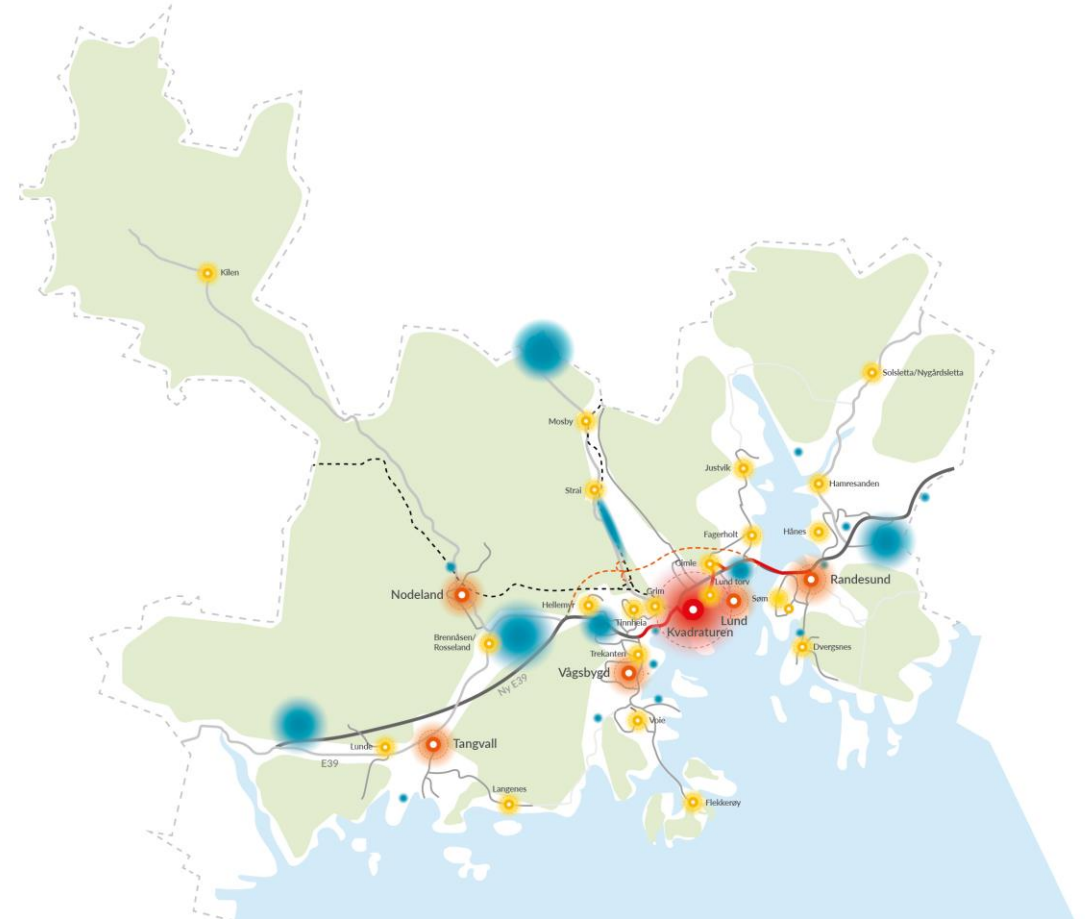 Kilen
Solsletta/Nygårdsletta
Mosby
Justvik
Strai
Hamresanden
Fagerholt
Hånes
Gimle
Randesund
Lund torv
Nodeland
Grim
Søm
Hellemyr
Tinnheia
Lund
Kvadraturen
Brennåsen/
Rosseland
Trekanten
Dvergsnes
Vågsbygd
Ny E39
Voie
Tangvall
Lunde
E39
Langenes
Flekkerøy